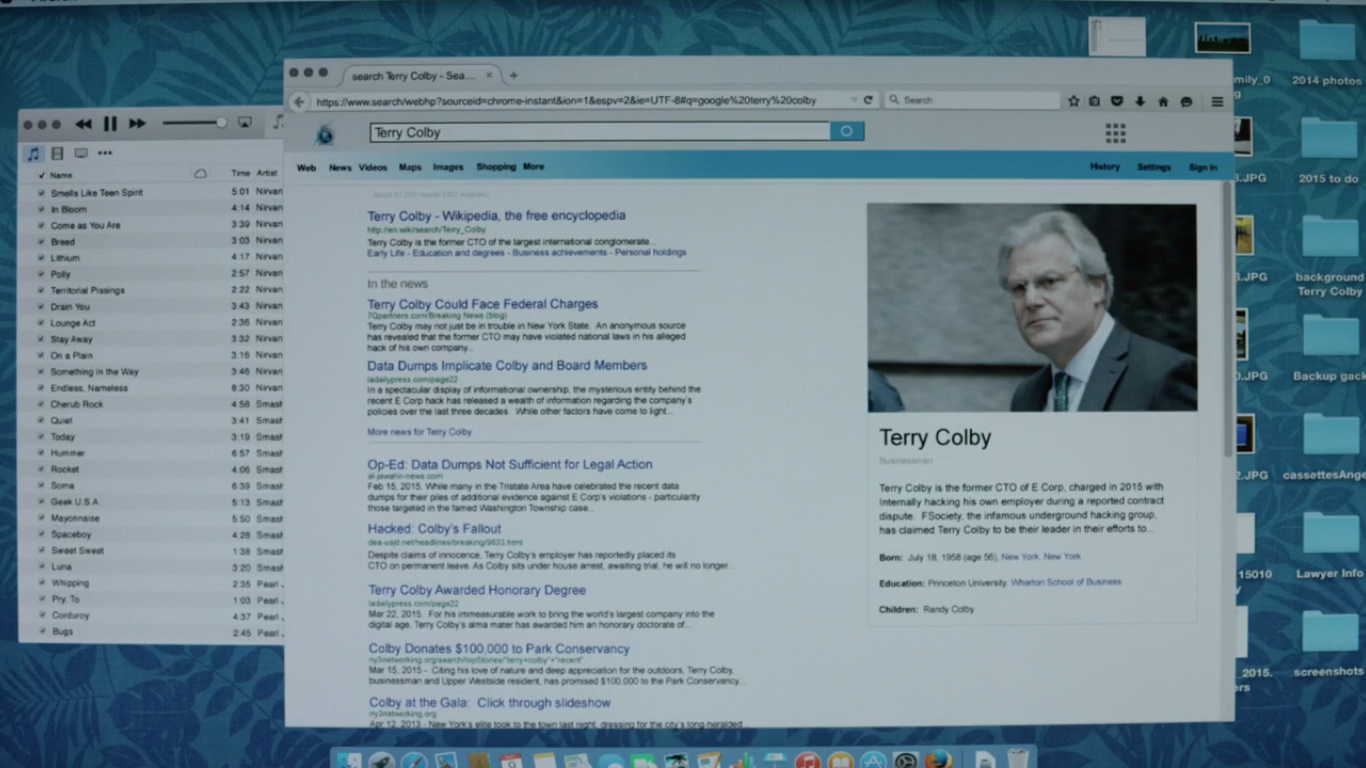 search Terry Colby - Sea...
https://www.search/webhp?sourceid=chrome-instant&ion=1&espv=2&ie=UTF-8#q=google%20terry%20colby
Search
Terry Colby
Web News Videos Maps Images Shopping More
History Settings Sign in
Name Time Artist
Smells Like Teen Spirit 5:01 Nirvan
In Bloom 4:14 Nirvan
Come as You Are 3:39 Nirvan
Breed 3:03 Nirvan
Lithium 4:17 Nirvan
Polly 2:57 Nirvan
Territorial Pissings 2:22 Nirvan
Drain You 3:43 Nirvan
Lounge Act 2:36 Nirvan
Stay Away 3:32 Nirvan
On a Plain 3:16 Nirvan
Something in the Way 3:46 Nirvan
Endless, Nameless 8:30 Nirvan
Cherub Rock 4:58 Smash
Quiet 3:41 Smash
Today 3:19 Smash
Hummer 6:57 Smash
Rocket 4:06 Smash
Soma 6:39 Smash
Geek U.S.A. 5:13 Smash
Mayonnaise 5:50 Smash
Spaceboy 4:28 Smash
Sweet Sweet 1:38 Smash
Luna 3:20 Smash
Whipping 2:35 Pearl
Pry, To 1:03 Pearl
Corduroy 4:37 Pearl
Bugs 2:45 Pearl
Terry Colby - Wikipedia, the free encyclopedia
http://en.wiki/search/Terry_Colby
Terry Colby is the former CTO of the largest international conglomerate...
Early Life - Education and degrees - Business achievements - Personal holdings
In the news
Terry Colby Could Face Federal Charges
7Qpartners.com/Breaking News (blog)
Terry Colby may not just be in trouble in New York State. An anonymous source
has revealed that the former CTO may have violated national laws in his alleged
hack of his own company...
Data Dumps Implicate Colby and Board Members
ladailypress.com/page22
In a spectacular display of informational ownership, the mysterious entity behind the
recent E Corp hack has released a wealth of information regarding the company's
policies over the last three decades. While other factors have come to light...
More news for Terry Colby
Op-Ed: Data Dumps Not Sufficient for Legal Action
al-jawahir-news.com
Feb 15, 2015. While many in the Tristate Area have celebrated the recent data
dumps for their piles of additional evidence against E Corp's violations - particularly
those targeted in the famed Washington Township case...
Hacked: Colby's Fallout
dea-usjd.net/headlines/breaking/9833.html
Despite claims of innocence, Terry Colby's employer has reportedly placed its
CTO on permanent leave. As Colby sits under house arrest, awaiting trial, he will no longer...
Terry Colby Awarded Honorary Degree
ladailypress.com/page22
Mar 22, 2015. For his immeasurable work to bring the world's largest company into the
digital age, Terry Colby's alma mater has awarded him an honorary doctorate of...
Colby Donates $100,000 to Park Conservancy
ny3networking.org/search/topStories/"terry+colby"+"recent"
Mar 15, 2015 - Citing his love of nature and deep appreciation for the outdoors, Terry Colby,
businessman and Upper Westside resident, has promised $100,000 to the Park Conservancy...
Colby at the Gala: Click through slideshow
ny3networking.org
Apr 12, 2013 - New York's elite took to the town last night, dressing for the city's long-heralded
Terry Colby
Businessman
Terry Colby is the former CTO of E Corp, charged in 2015 with
Internally hacking his own employer during a reported contract
dispute. FSociety, the infamous underground hacking group,
has claimed Terry Colby to be their leader in their efforts to...
Born: July 18, 1958 (age 56), New York, New York
Education: Princeton University. Wharton School of Business
Children: Randy Colby
mily_0
2014 photos
.JPG
2015 to do
.JPG
background
Terry Colby
.JPG
Backup gack
.JPG
cassettesAnge
15010
Lawyer Info
2015.
ers
screenshots